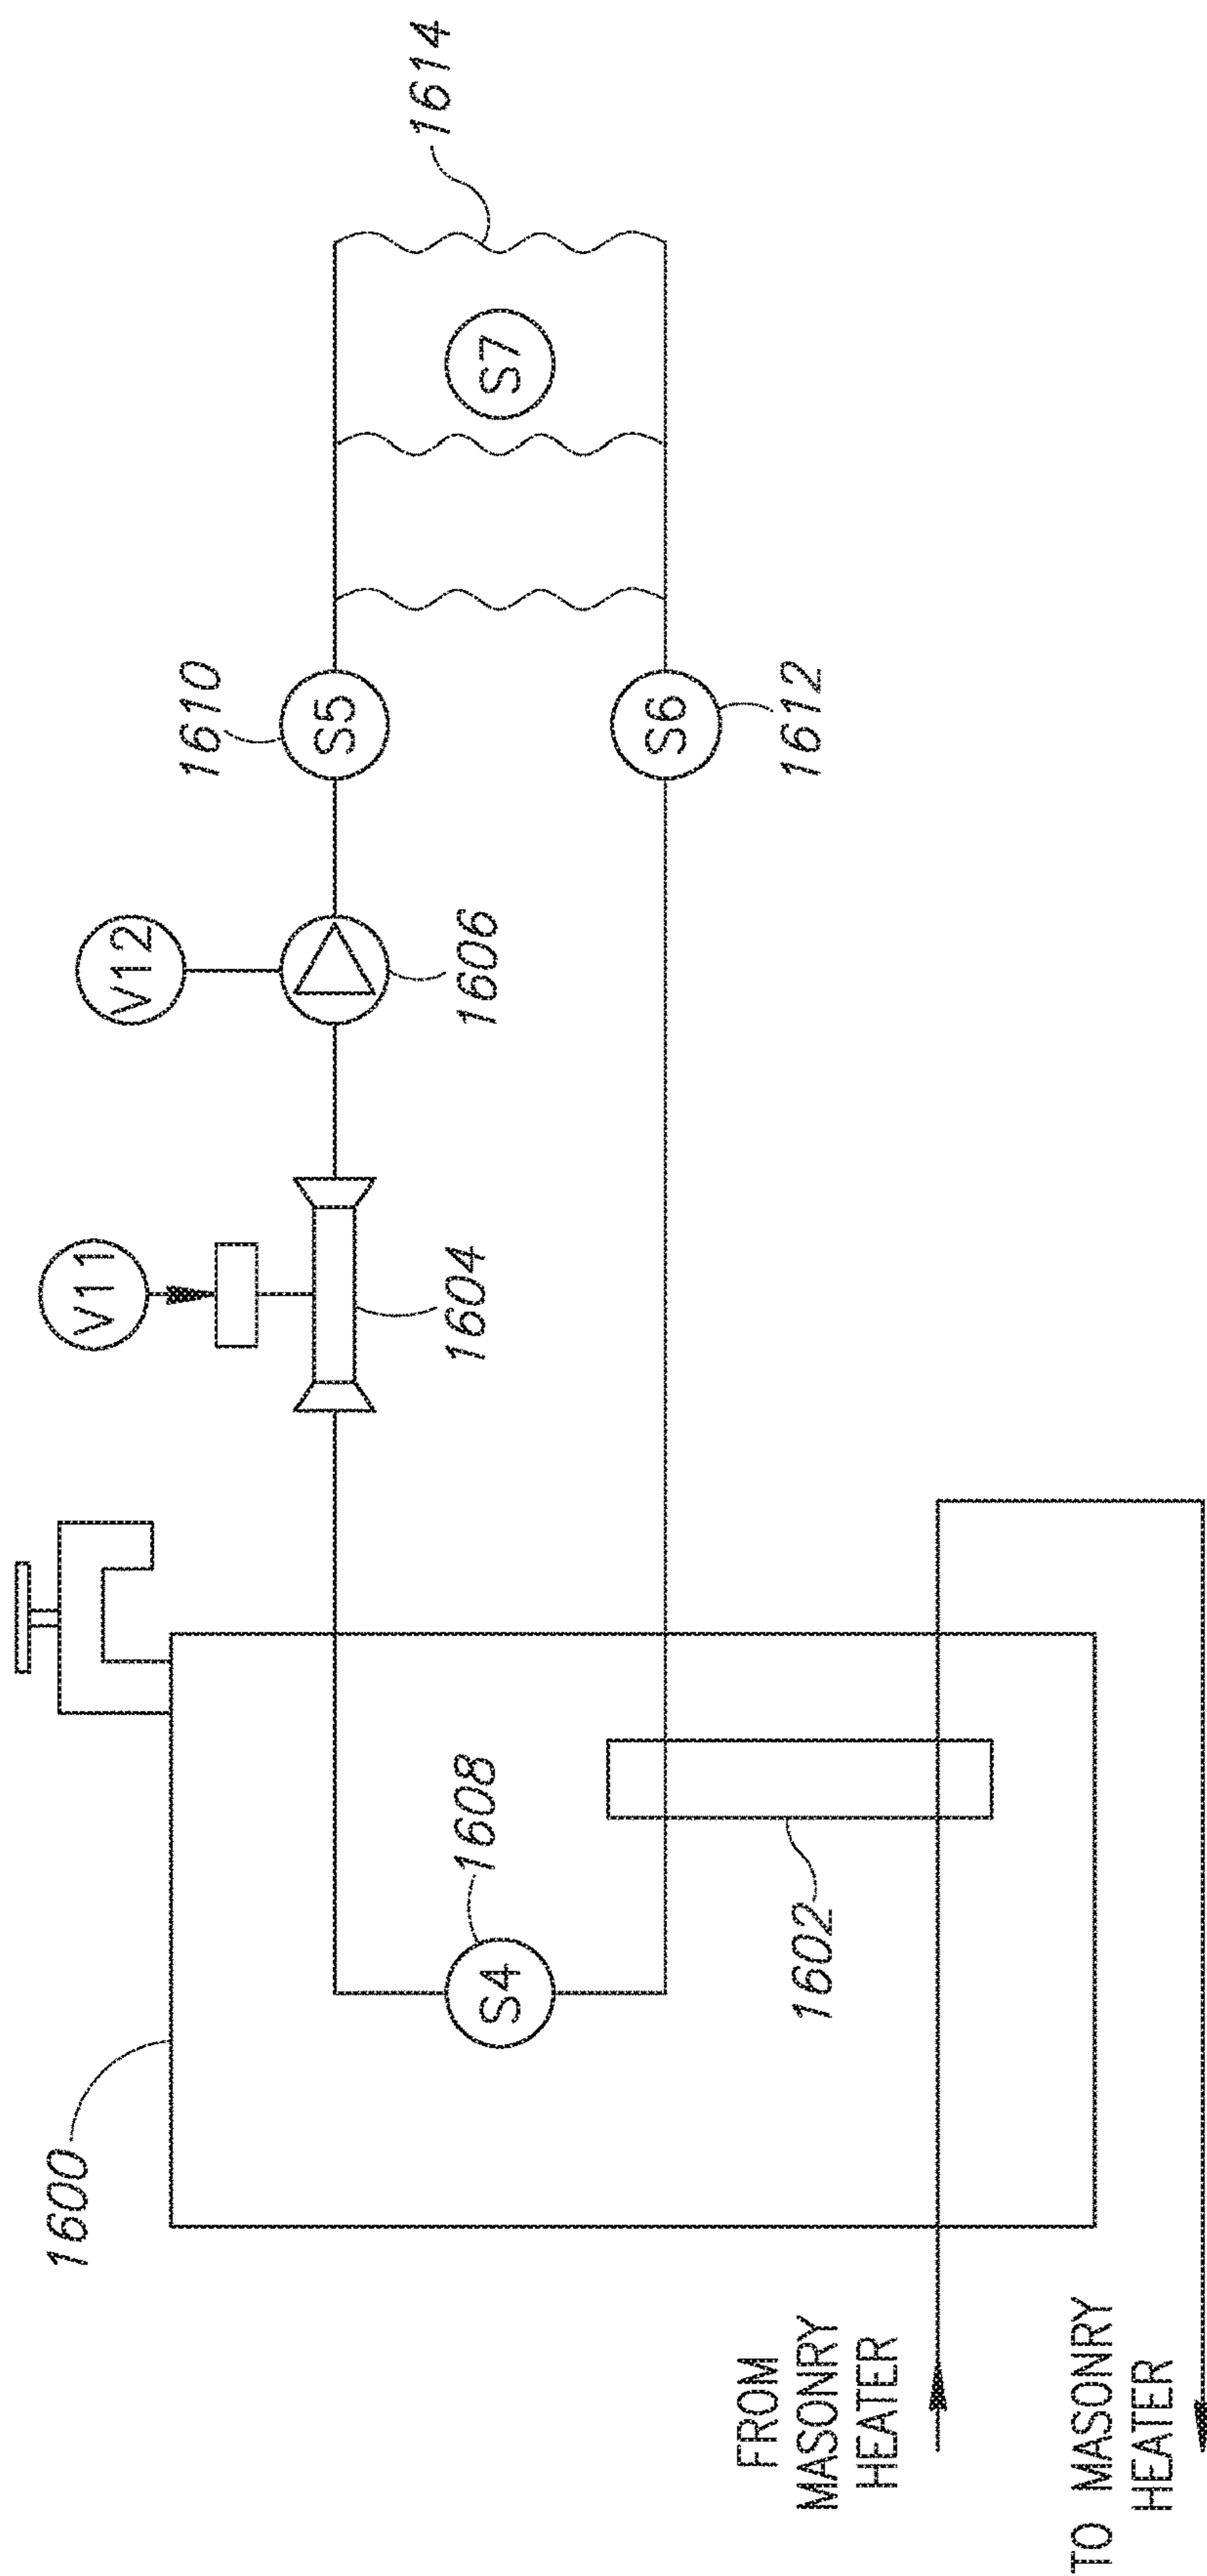 1614
S7
1610
S5
S6
1612
V12
1606
V11
1604
1608
S4
1602
1600
FROM
MASONRY
HEATER
TO MASONRY
HEATER